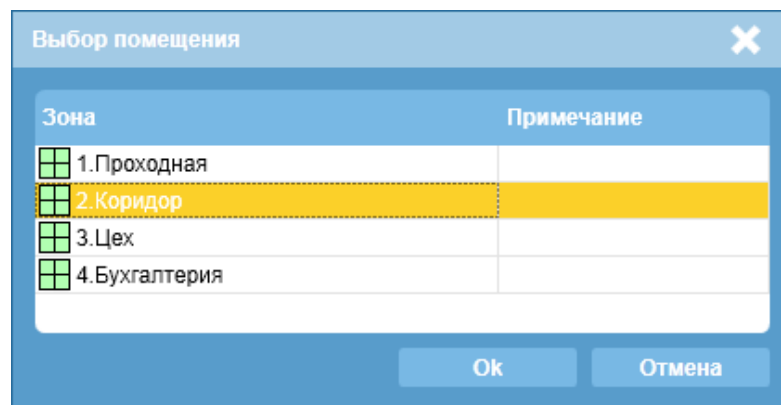 Выбор помещения
Зона Примечание
1.Проходная
2.Коридор
3.Цех
4.Бухгалтерия
Ok Отмена